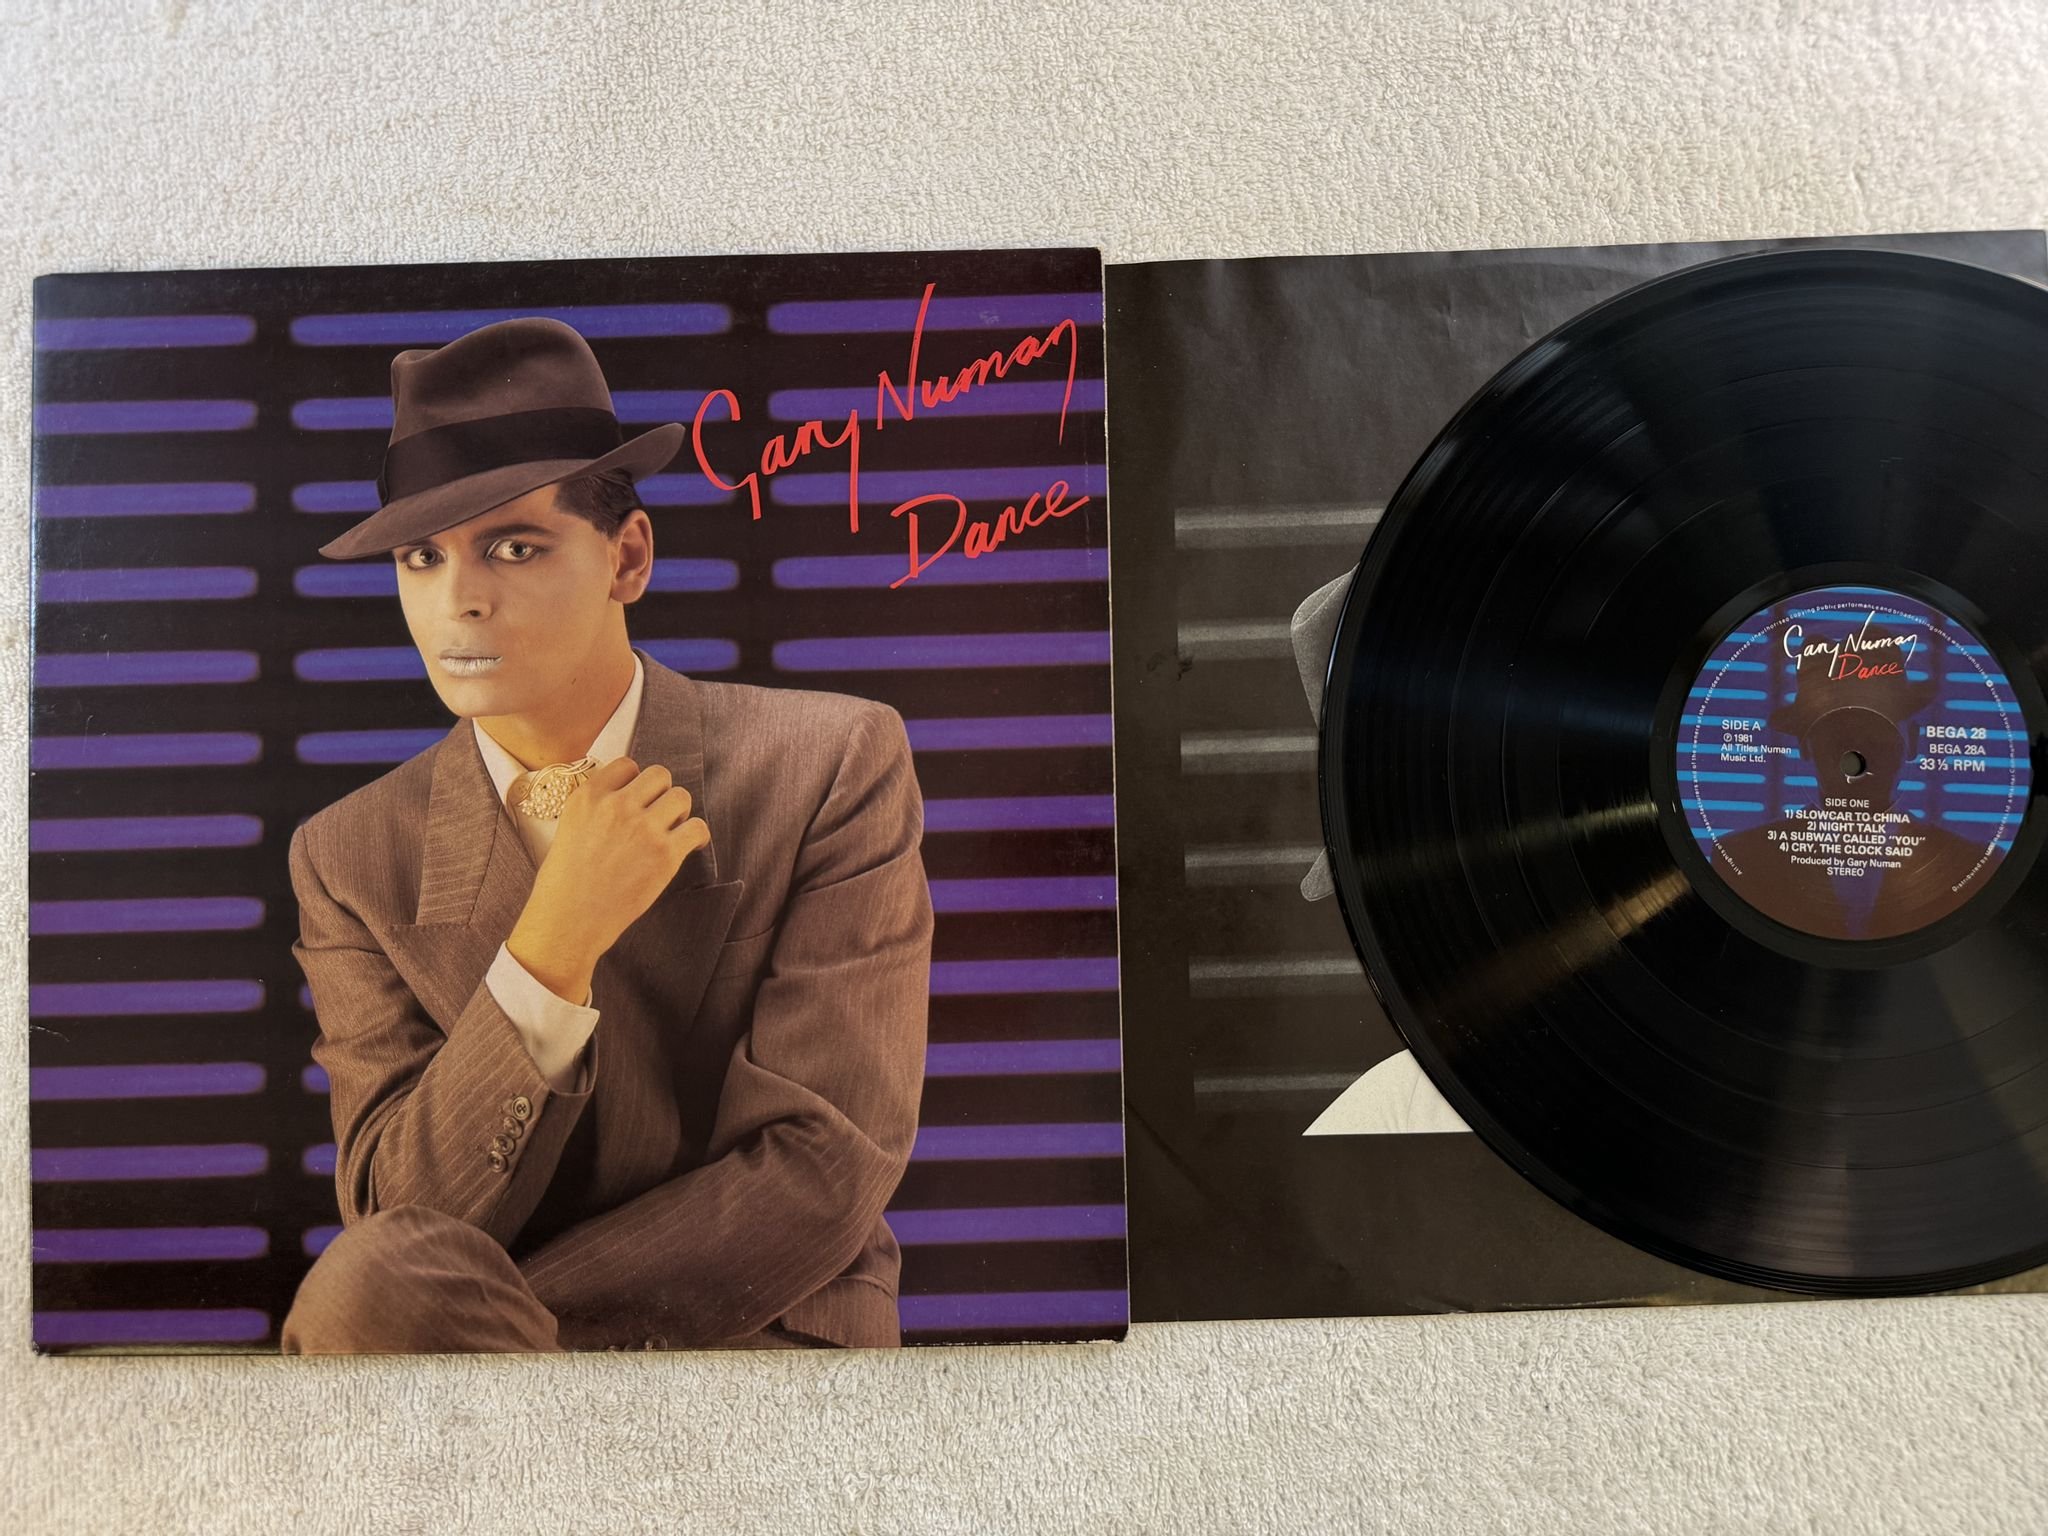 Gary Numan
Dance
Gary Numan
Dance
SIDE A
℗ 1981
All Titles Numan
Music Ltd.
BEGA 28
BEGA 28A
33 ⅓ RPM
SIDE ONE
1) SLOWCAR TO CHINA
2) NIGHT TALK
3) A SUBWAY CALLED "YOU"
4) CRY, THE CLOCK SAID
Produced by Gary Numan
STEREO